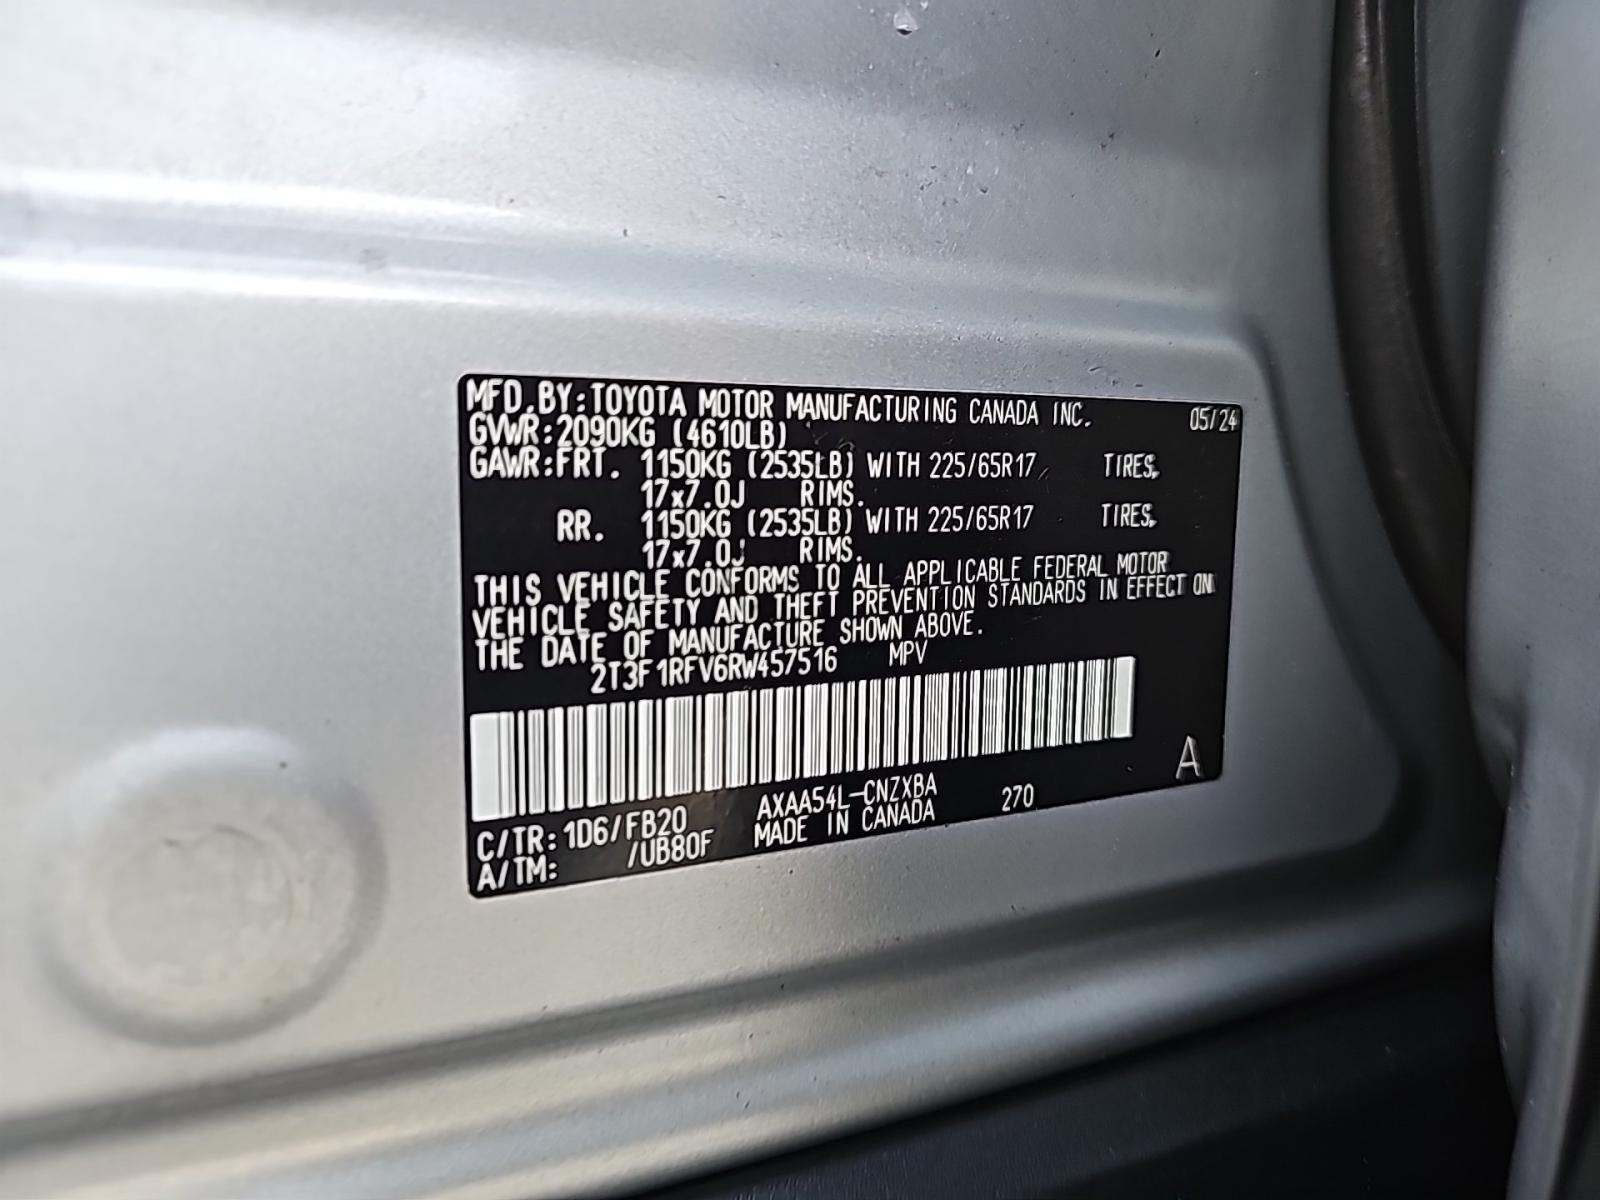 MFD.BY:TOYOTA MOTOR MANUFACTURING CANADA INC. 05/24
GVWR:2090KG (4610LB)
GAWR:FRT. 1150KG (2535LB) WITH 225/65R17 TIRES,
17x7.0J RIMS.
RR. 1150KG (2535LB) WITH 225/65R17 TIRES,
17x7.0J RIMS.
THIS VEHICLE CONFORMS TO ALL APPLICABLE FEDERAL MOTOR
VEHICLE SAFETY AND THEFT PREVENTION STANDARDS IN EFFECT ON
THE DATE OF MANUFACTURE SHOWN ABOVE.
2T3F1RFV6RW457516 MPV
A
C/TR:1D6/FB20 AXAA54L-CNZXBA 270
A/TM: /UB80F MADE IN CANADA